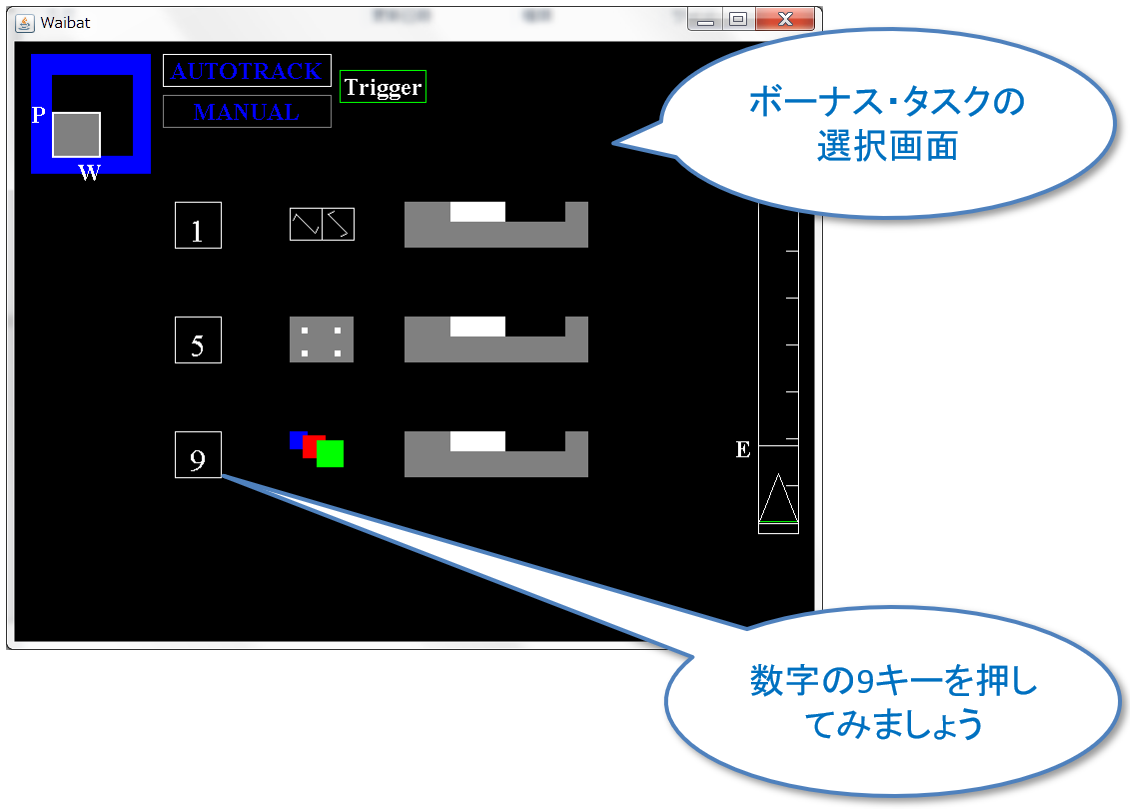 Waibat
AUTOTRACK
MANUAL
Trigger
P
W
ボーナス・タスクの
選択画面
1
5
9
E
数字の9キーを押し
てみましょう